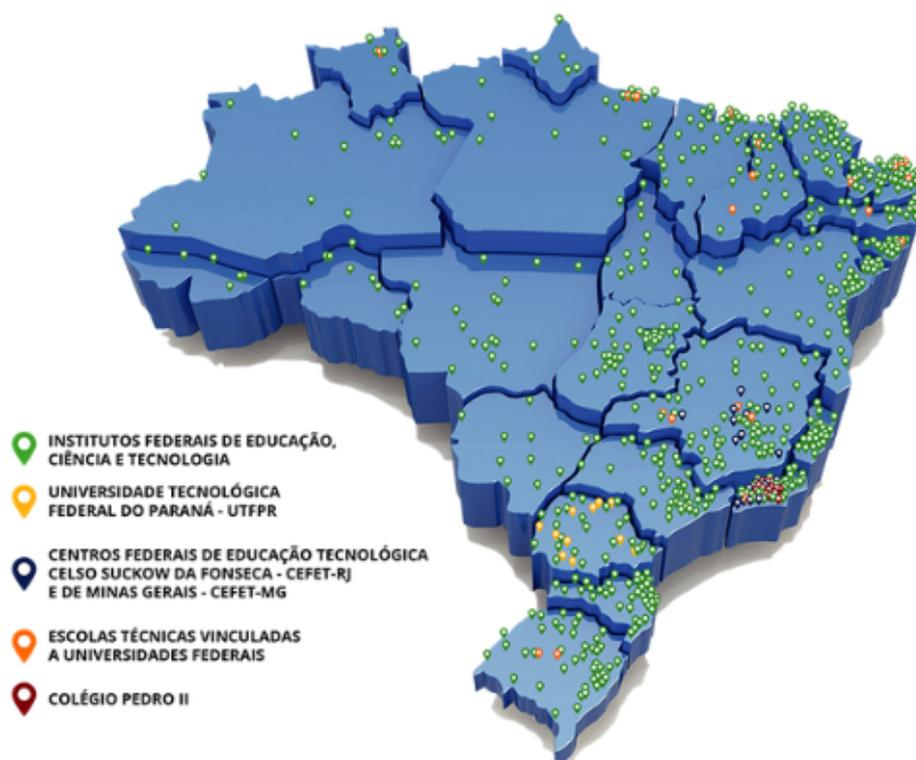 INSTITUTOS FEDERAIS DE EDUCAÇÃO,
CIÊNCIA E TECNOLOGIA
UNIVERSIDADE TECNOLÓGICA
FEDERAL DO PARANÁ - UTFPR
CENTROS FEDERAIS DE EDUCAÇÃO TECNOLÓGICA
CELSO SUCKOW DA FONSECA - CEFET-RJ
E DE MINAS GERAIS - CEFET-MG
ESCOLAS TÉCNICAS VINCULADAS
A UNIVERSIDADES FEDERAIS
COLÉGIO PEDRO II